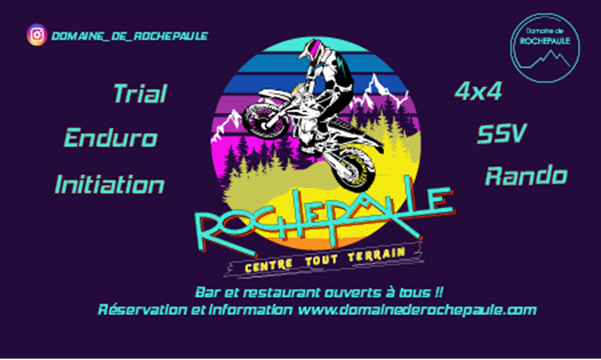 DOMAINE_DE_ROCHEPAULE
Domaine de
ROCHEPAULE
Trial
Enduro
Initiation
4x4
SSV
Rando
ROCHEPAULE
CENTRE TOUT TERRAIN
Bar et restaurant ouverts à tous !!
Réservation et information www.domainederochepaule.com